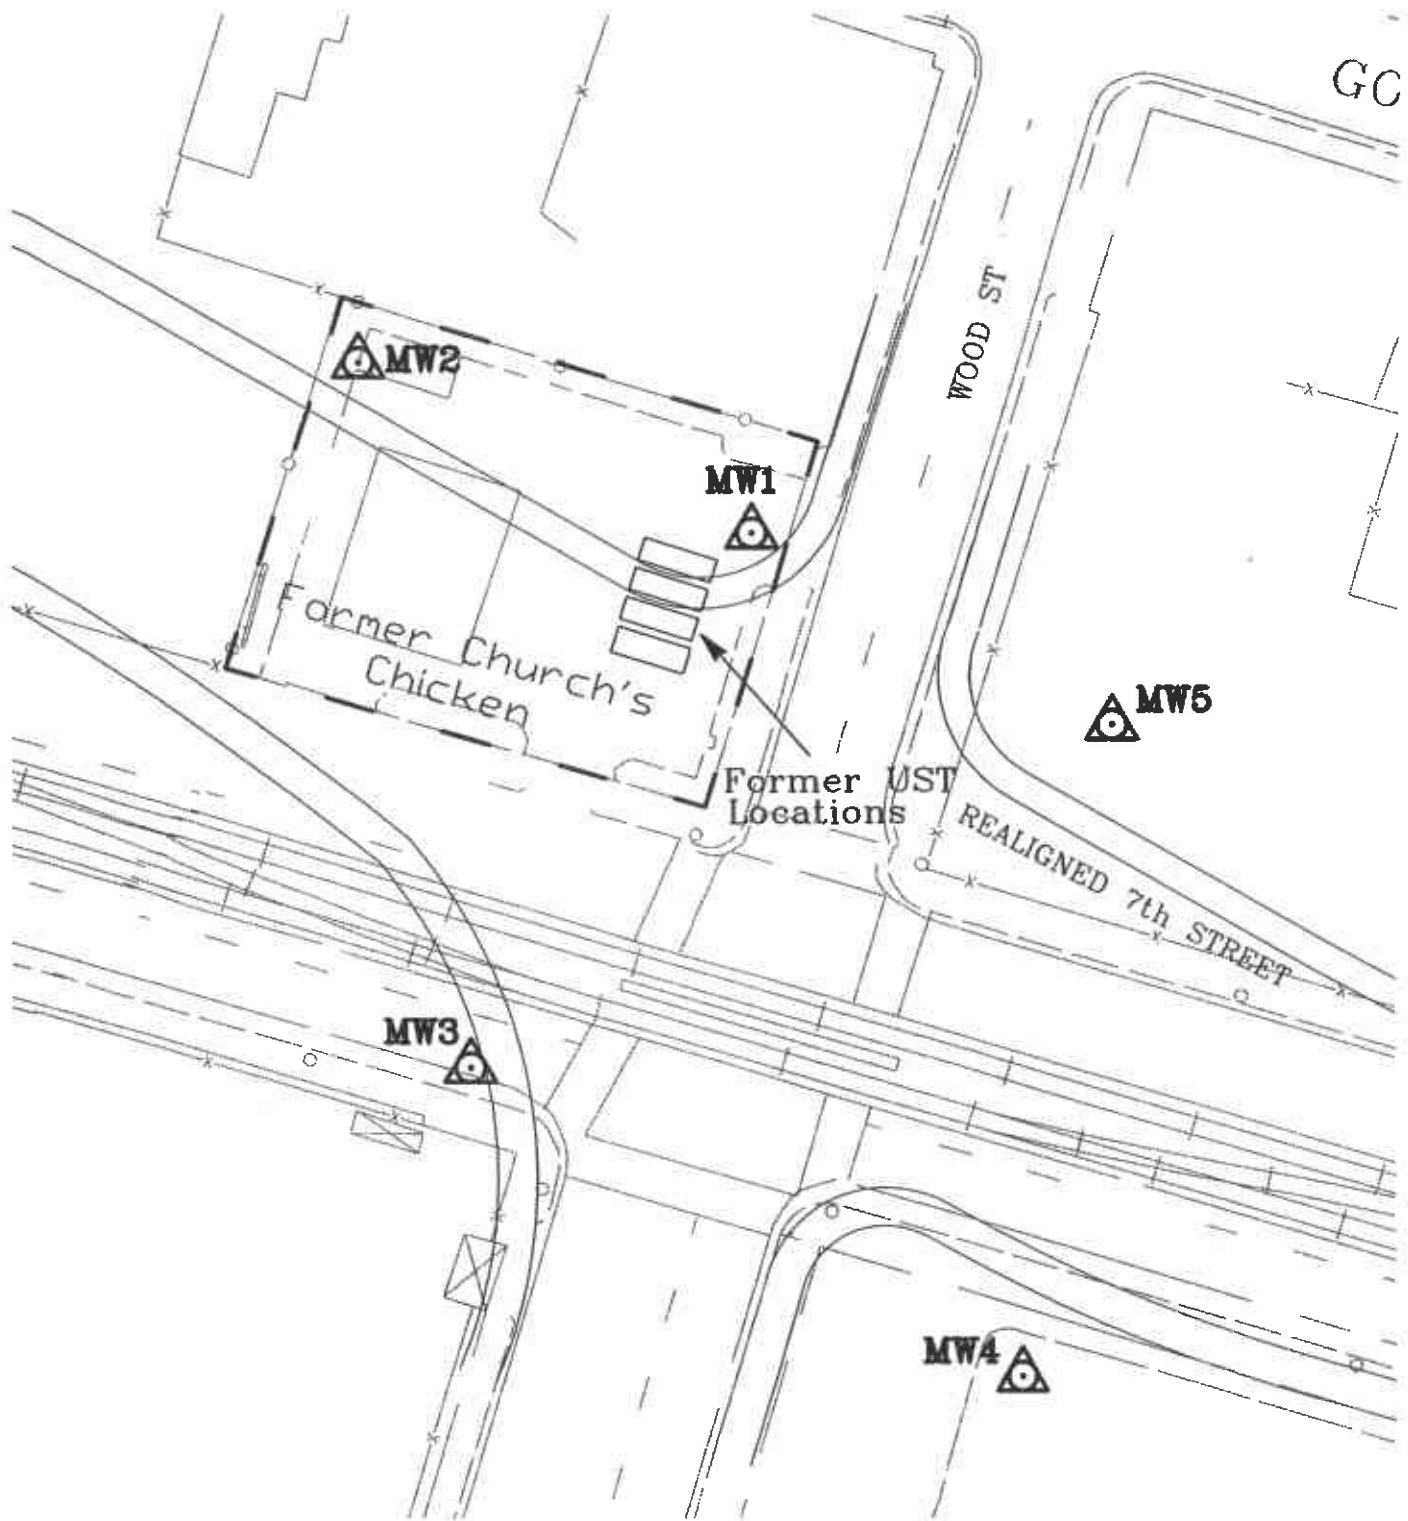 GC
WOOD ST
MW2
MW1
Former Church's
Chicken
MW5
Former UST
Locations
REALIGNED 7th STREET
MW3
MW4